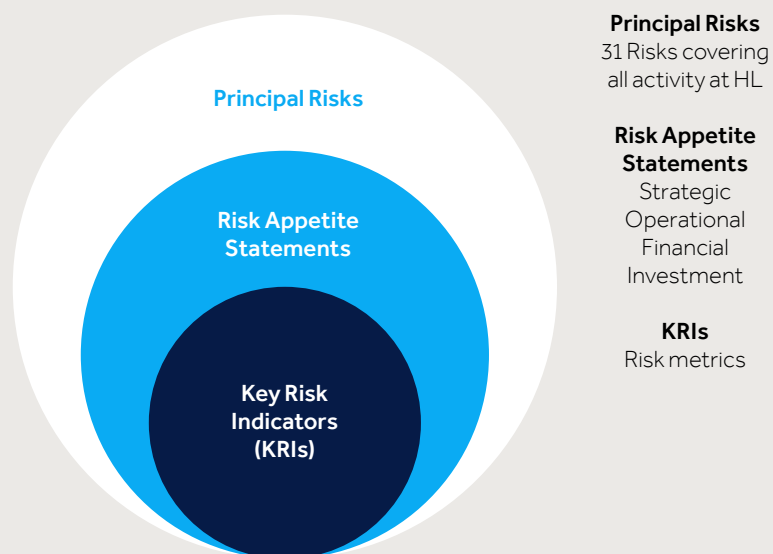 Principal Risks
Risk Appetite
Statements
Key Risk
Indicators
(KRIs)
Principal Risks
31 Risks covering
all activity at HL
Risk Appetite
Statements
Strategic
Operational
Financial
Investment
KRIs
Risk metrics